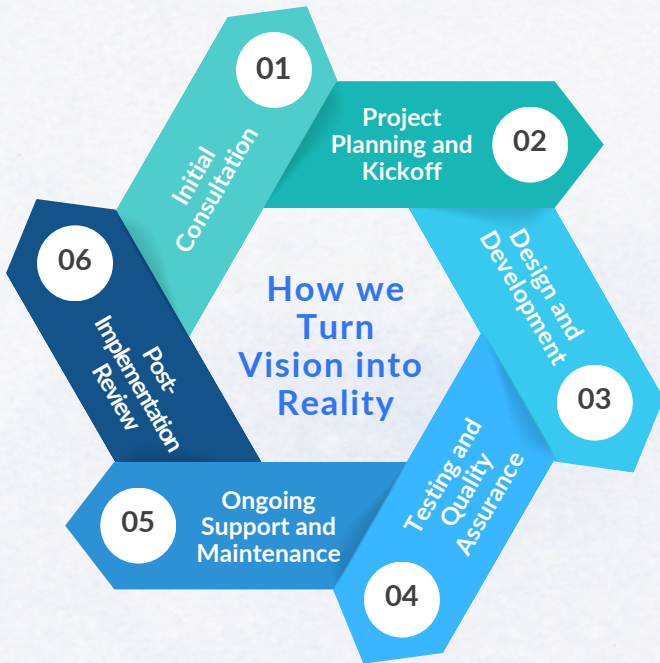 01
Initial
Consultation
Project
Planning and
Kickoff
02
Design and
Development
03
Testing and
Quality
Assurance
04
Ongoing
Support and
Maintenance
05
Post-
Implementation
Review
06
How we
Turn
Vision into
Reality